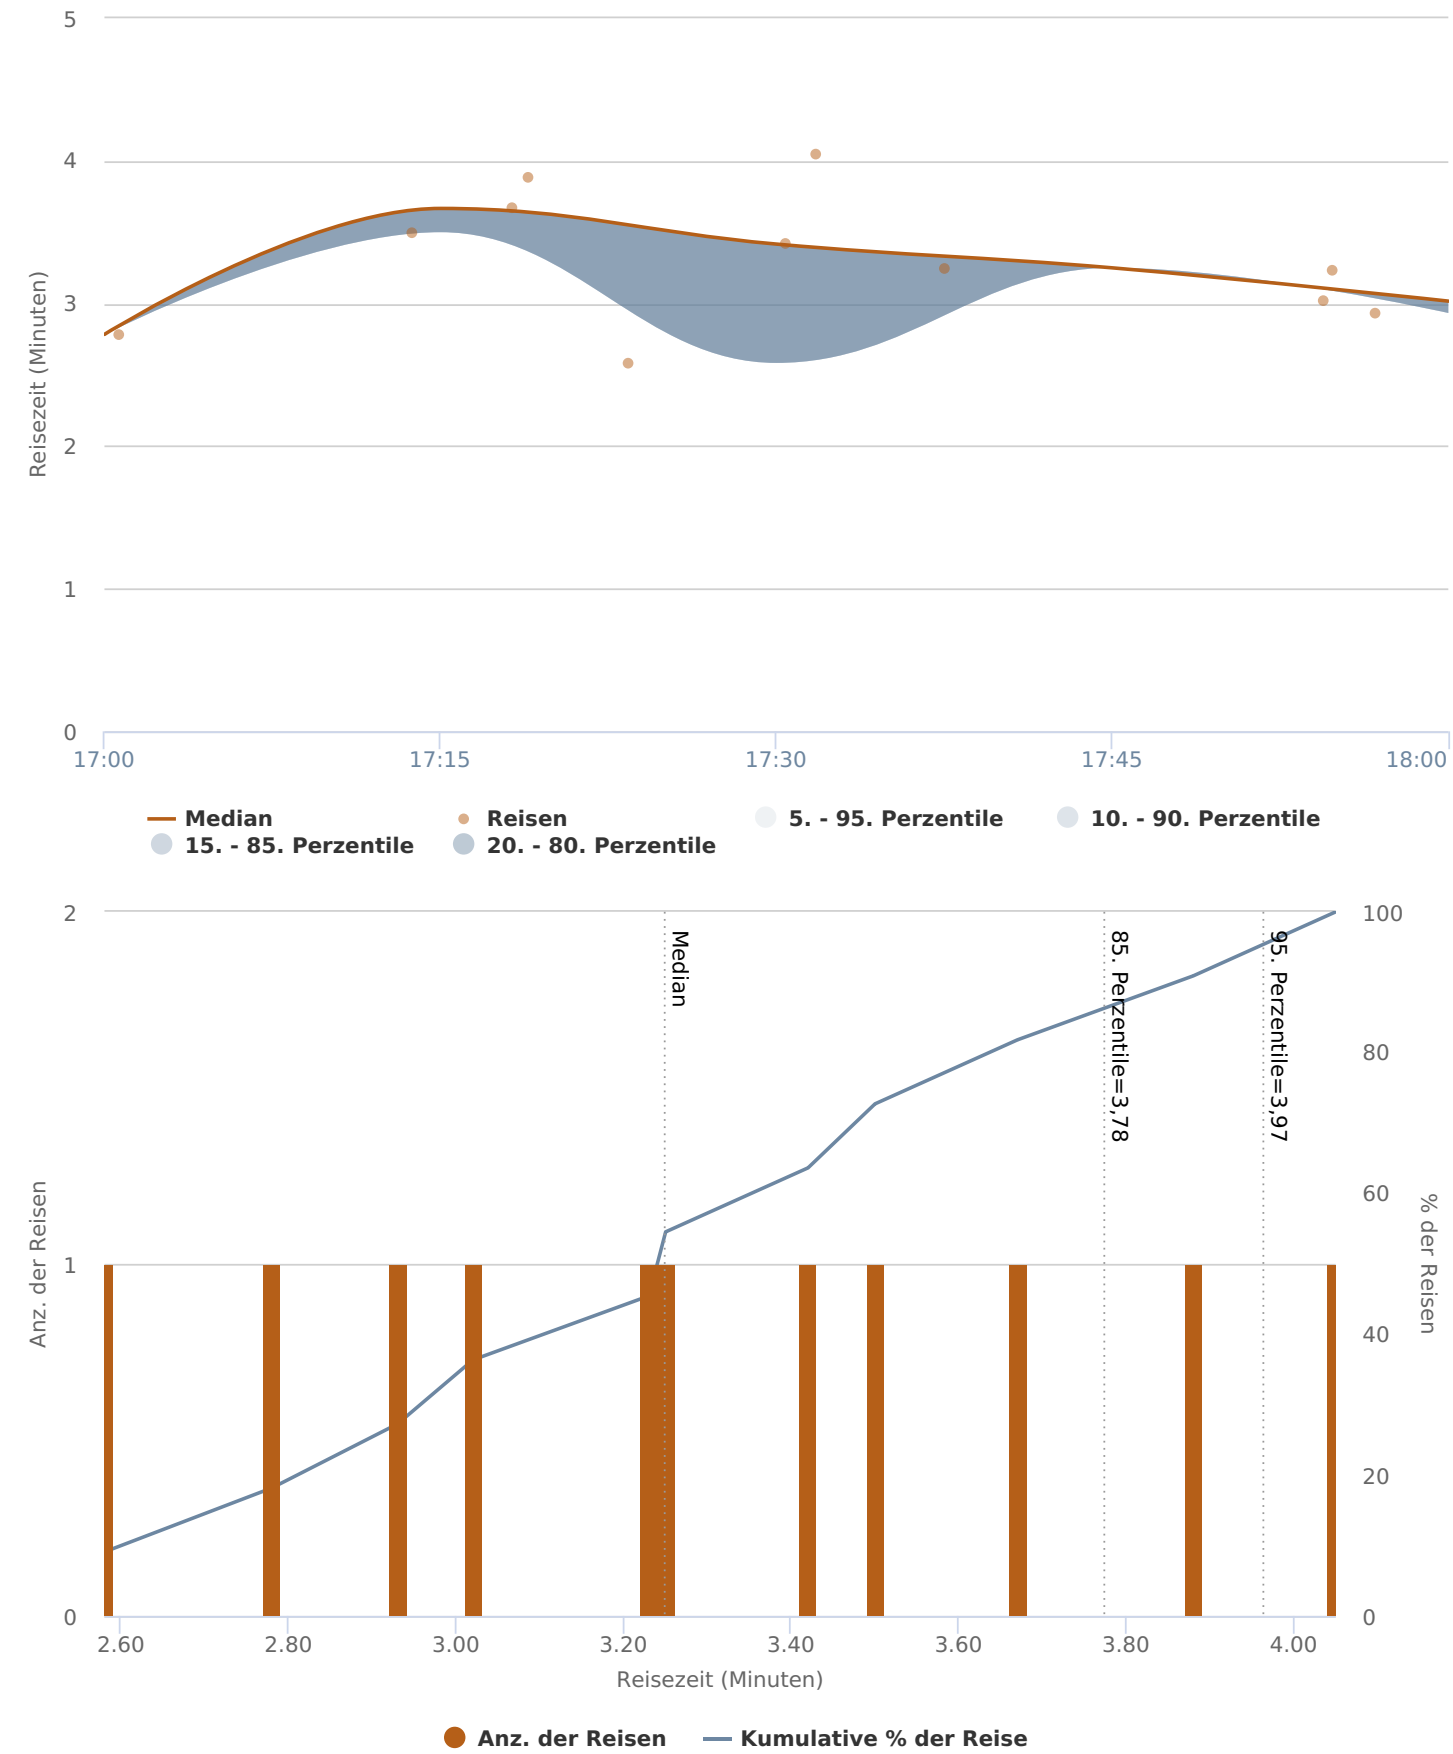 5
4
3
2
1
0
Reisezeit (Minuten)
17:00 17:15 17:30 17:45 18:00
Median Reisen 5. - 95. Perzentile 10. - 90. Perzentile
15. - 85. Perzentile 20. - 80. Perzentile
2
1
0
Anz. der Reisen
Median
85. Perzentile=3,78
95. Perzentile=3,97
100
80
60
40
20
0
% der Reisen
2.60 2.80 3.00 3.20 3.40 3.60 3.80 4.00
Reisezeit (Minuten)
Anz. der Reisen Kumulative % der Reise